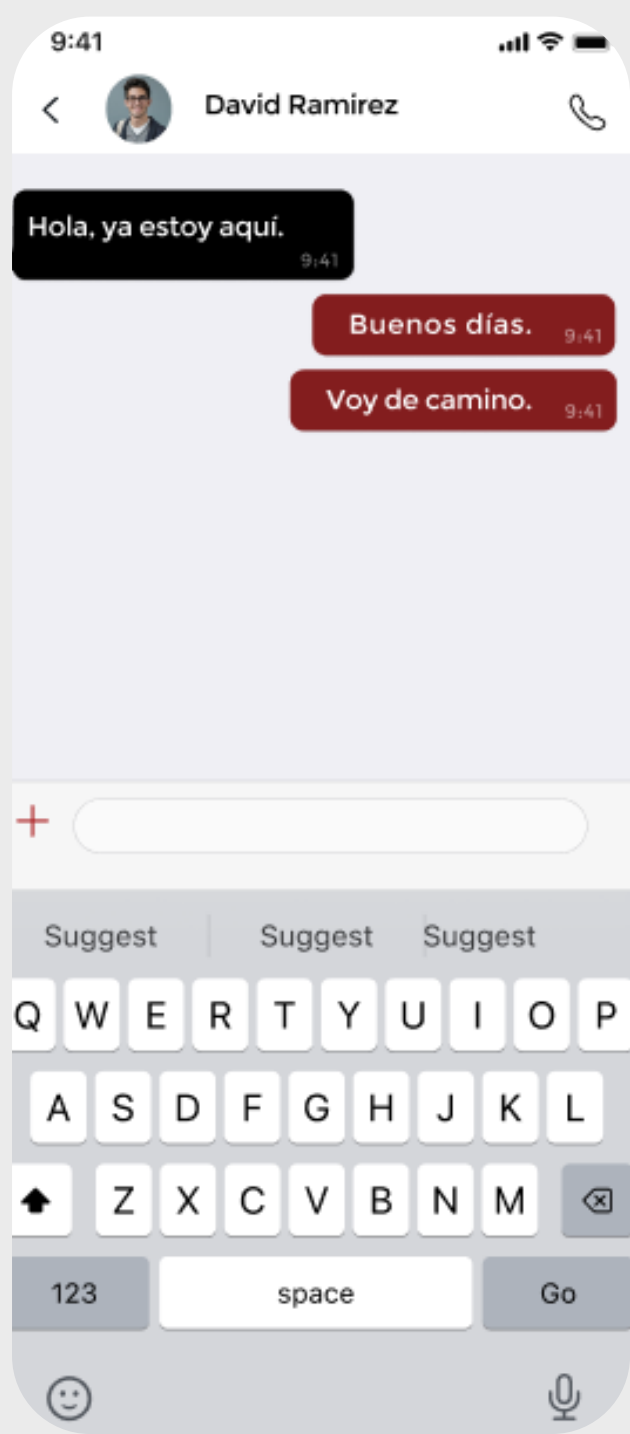 9:41
David Ramirez
Hola, ya estoy aquí.
9:41
Buenos días. 9:41
Voy de camino. 9:41
Suggest Suggest Suggest
Q W E R T Y U I O P
A S D F G H J K L
Z X C V B N M
123 space Go